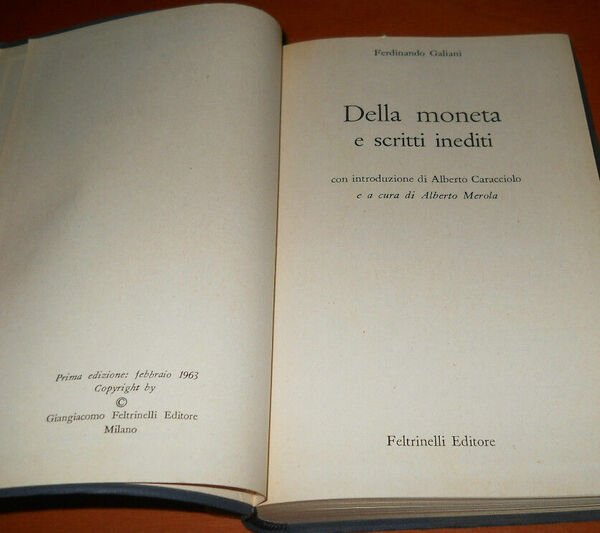 Prima edizione: febbraio 1963
Copyright by
©
Giangiacomo Feltrinelli Editore
Milano
Ferdinando Galiani
Della moneta
e scritti inediti
con introduzione di Alberto Caracciolo
e a cura di Alberto Merola
Feltrinelli Editore